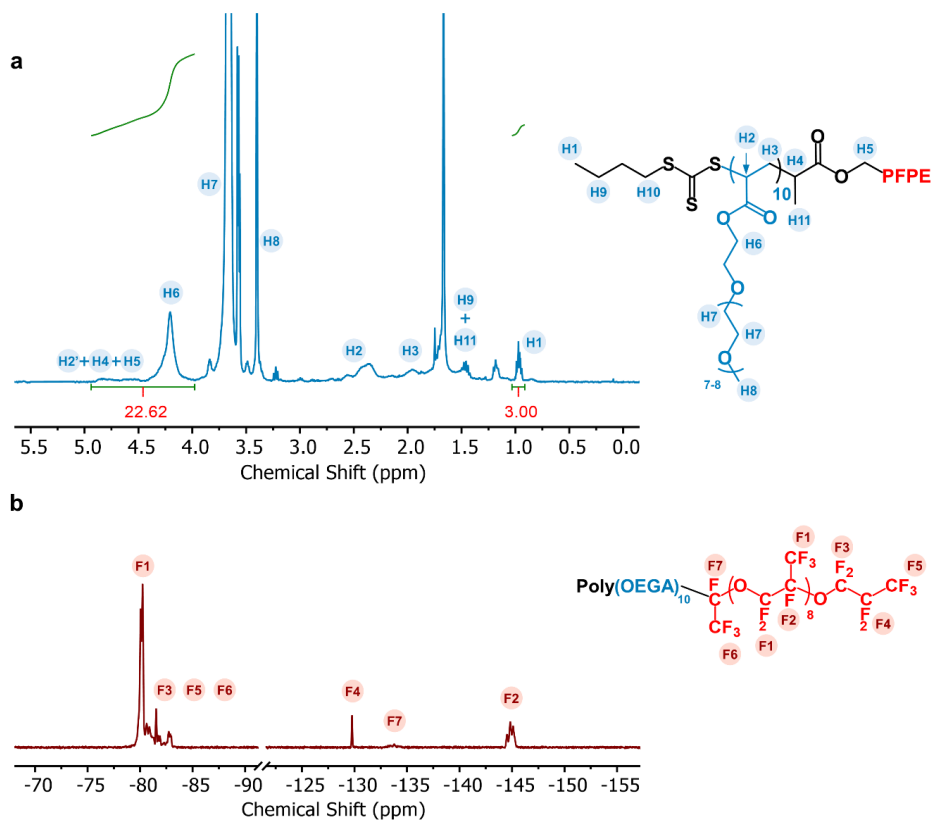 a
H7
H8
H6
H9
+
H11
H2'+H4+H5
H2
H3
H1
22.62
3.00
5.5 5.0 4.5 4.0 3.5 3.0 2.5 2.0 1.5 1.0 0.5 0.0
Chemical Shift (ppm)
H2
H1
H3
H4
O
H5
S
S
O
PFPE
H9
H10
10
S
H11
O
O
H6
O
H7
H7
O
7-8
H8
b
F1
F3 F5 F6
F4
F7
F2
-70 -75 -80 -85 -90 -125 -130 -135 -140 -145 -150 -155
Chemical Shift (ppm)
F1
F7
CF3
F3
F5
Poly(OEGA)10
F
C
(O
C
F2
C
F
)8
O
F2
C
C
F2
CF3
CF3
F2
F4
F6
F1